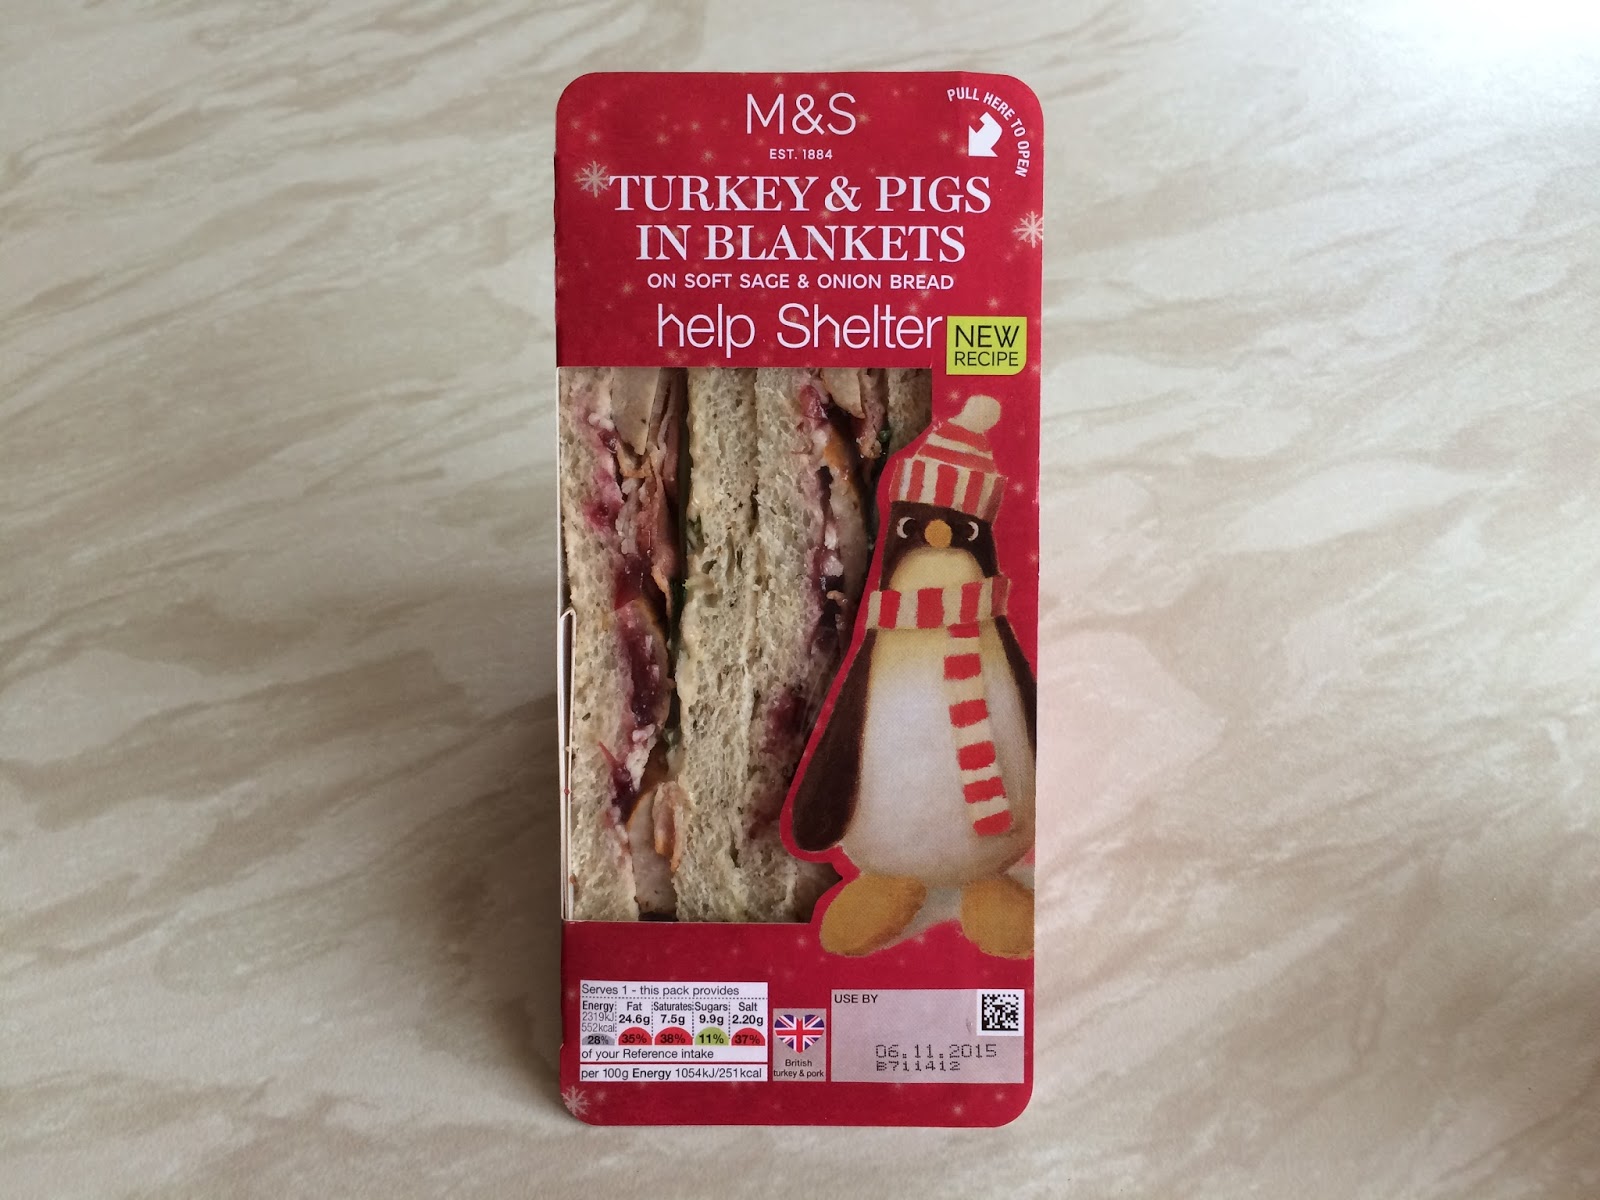 M&S
EST. 1884
PULL HERE TO OPEN
TURKEY & PIGS
IN BLANKETS
ON SOFT SAGE & ONION BREAD
help Shelter
NEW
RECIPE
Serves 1 - this pack provides
Energy Fat Saturates Sugars Salt
2319kJ 24.6g 7.5g 9.9g 2.20g
552kcal
28% 35% 38% 11% 37%
of your Reference intake
per 100g Energy 1054kJ/251kcal
British
turkey & pork
USE BY
06.11.2015
B711412